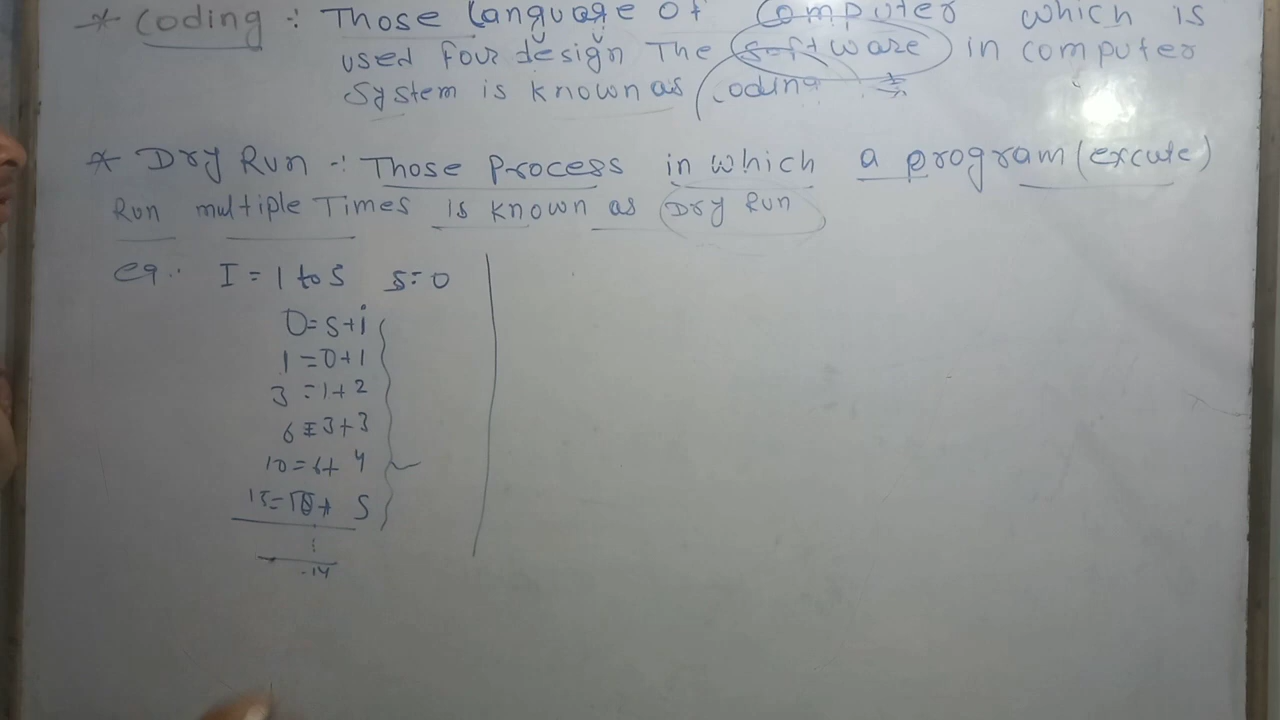 * Coding :- Those Language of Computer which is
used four design The Software in computer
System is known as Coding
* Dry Run -: Those Process in which a program (excute)
Run multiple Times is known as Dry Run
eg:. I = 1 to 5 S=0
0=S+i
1=0+1
3=1+2
6=3+3
10=6+4
15=10+5